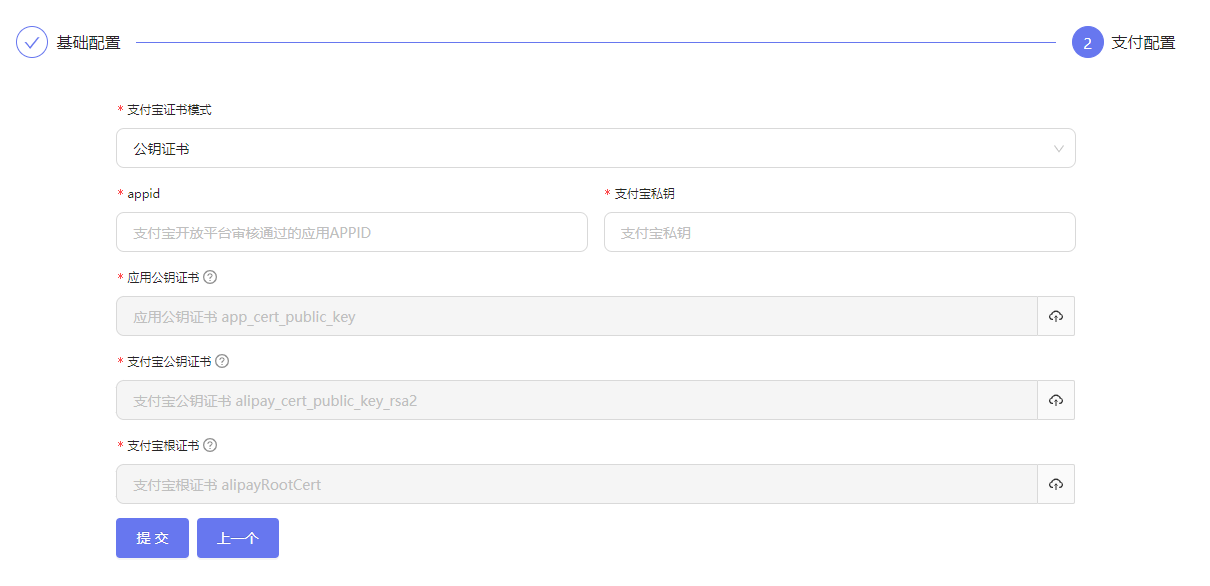 基础配置
2 支付配置
* 支付宝证书模式
公钥证书
* appid
* 支付宝私钥
支付宝开放平台审核通过的应用APPID
支付宝私钥
* 应用公钥证书
应用公钥证书 app_cert_public_key
* 支付宝公钥证书
支付宝公钥证书 alipay_cert_public_key_rsa2
* 支付宝根证书
支付宝根证书 alipayRootCert
提 交
上一个